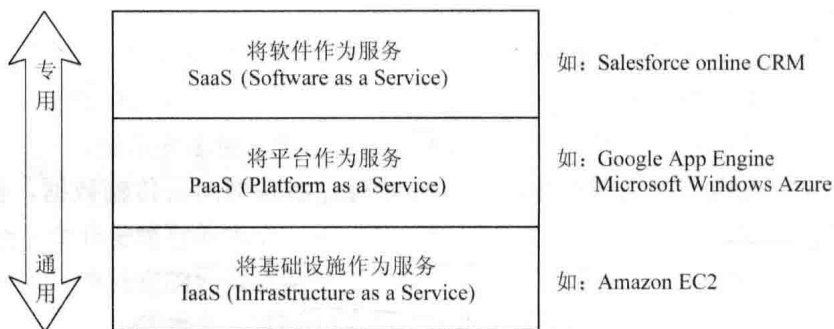 专用
将软件作为服务
SaaS (Software as a Service)
如：Salesforce online CRM
将平台作为服务
PaaS (Platform as a Service)
如：Google App Engine
Microsoft Windows Azure
通用
将基础设施作为服务
IaaS (Infrastructure as a Service)
如：Amazon EC2